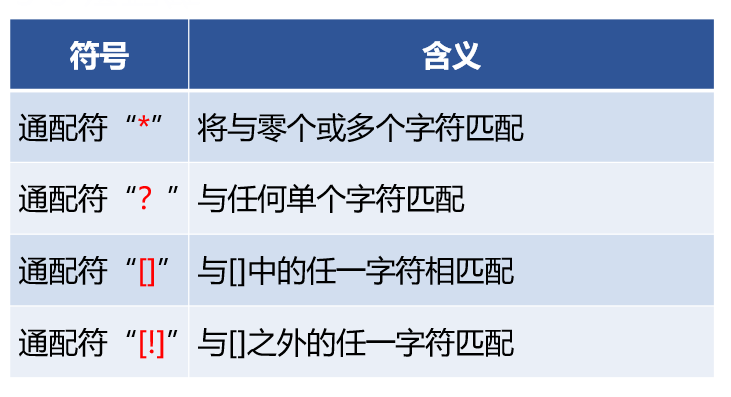 符号 含义
通配符“*” 将与零个或多个字符匹配
通配符“？” 与任何单个字符匹配
通配符“[]” 与[]中的任一字符相匹配
通配符“[!]” 与[]之外的任一字符匹配